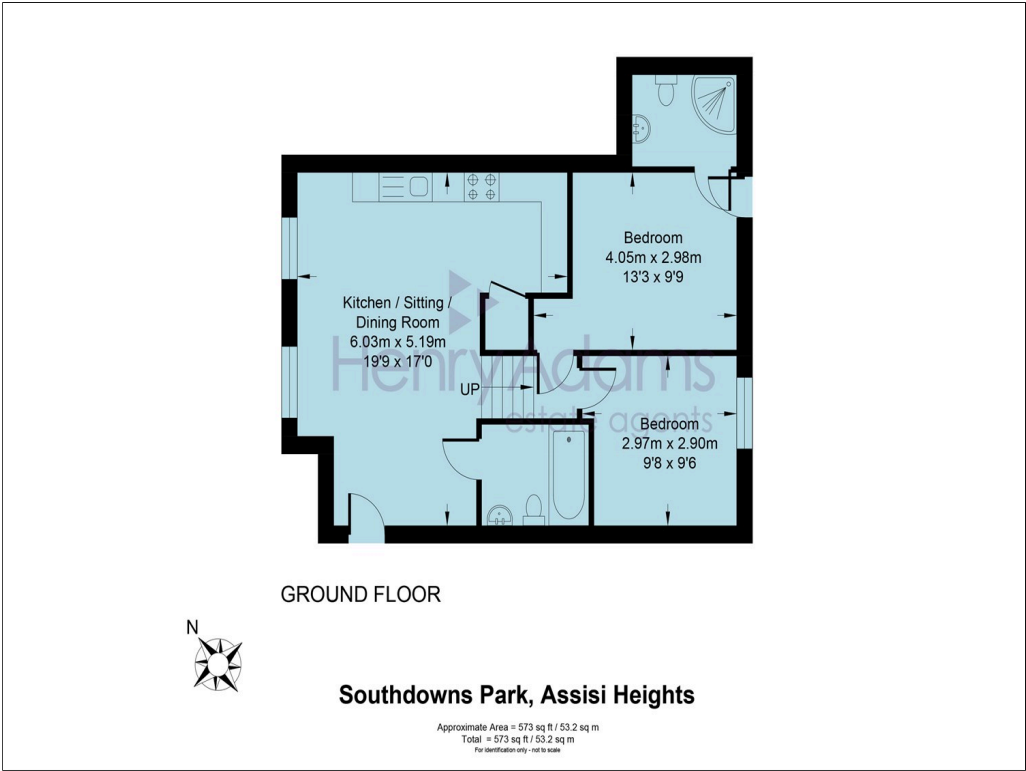 Bedroom
4.05m x 2.98m
13'3 x 9'9
Kitchen / Sitting /
Dining Room
6.03m x 5.19m
19'9 x 17'0
Henry Adams
estate agents
UP
Bedroom
2.97m x 2.90m
9'8 x 9'6
GROUND FLOOR
N
Southdowns Park, Assisi Heights
Approximate Area = 573 sq ft / 53.2 sq m
Total = 573 sq ft / 53.2 sq m
For identification only - not to scale